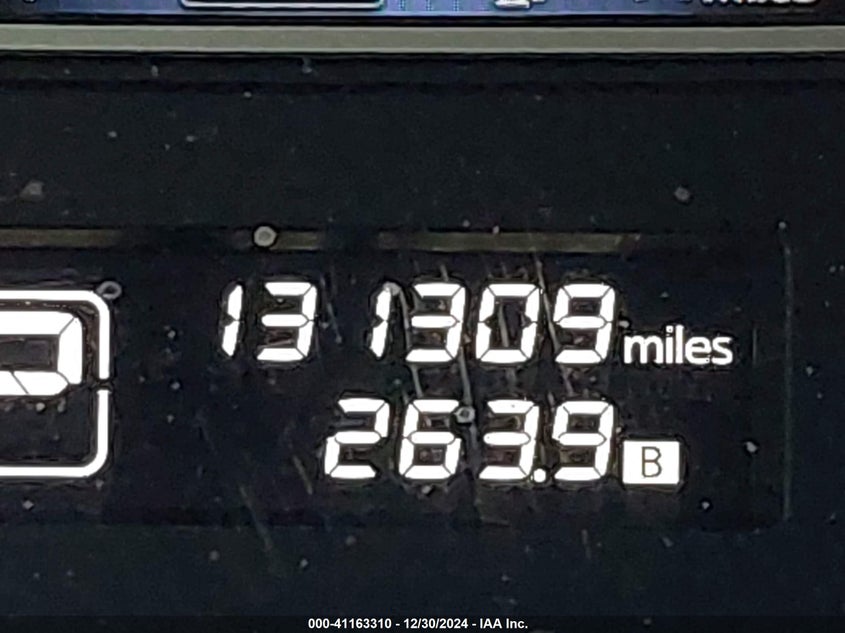 131309 miles
263.9 B
000-41163310 - 12/30/2024 - IAA Inc.